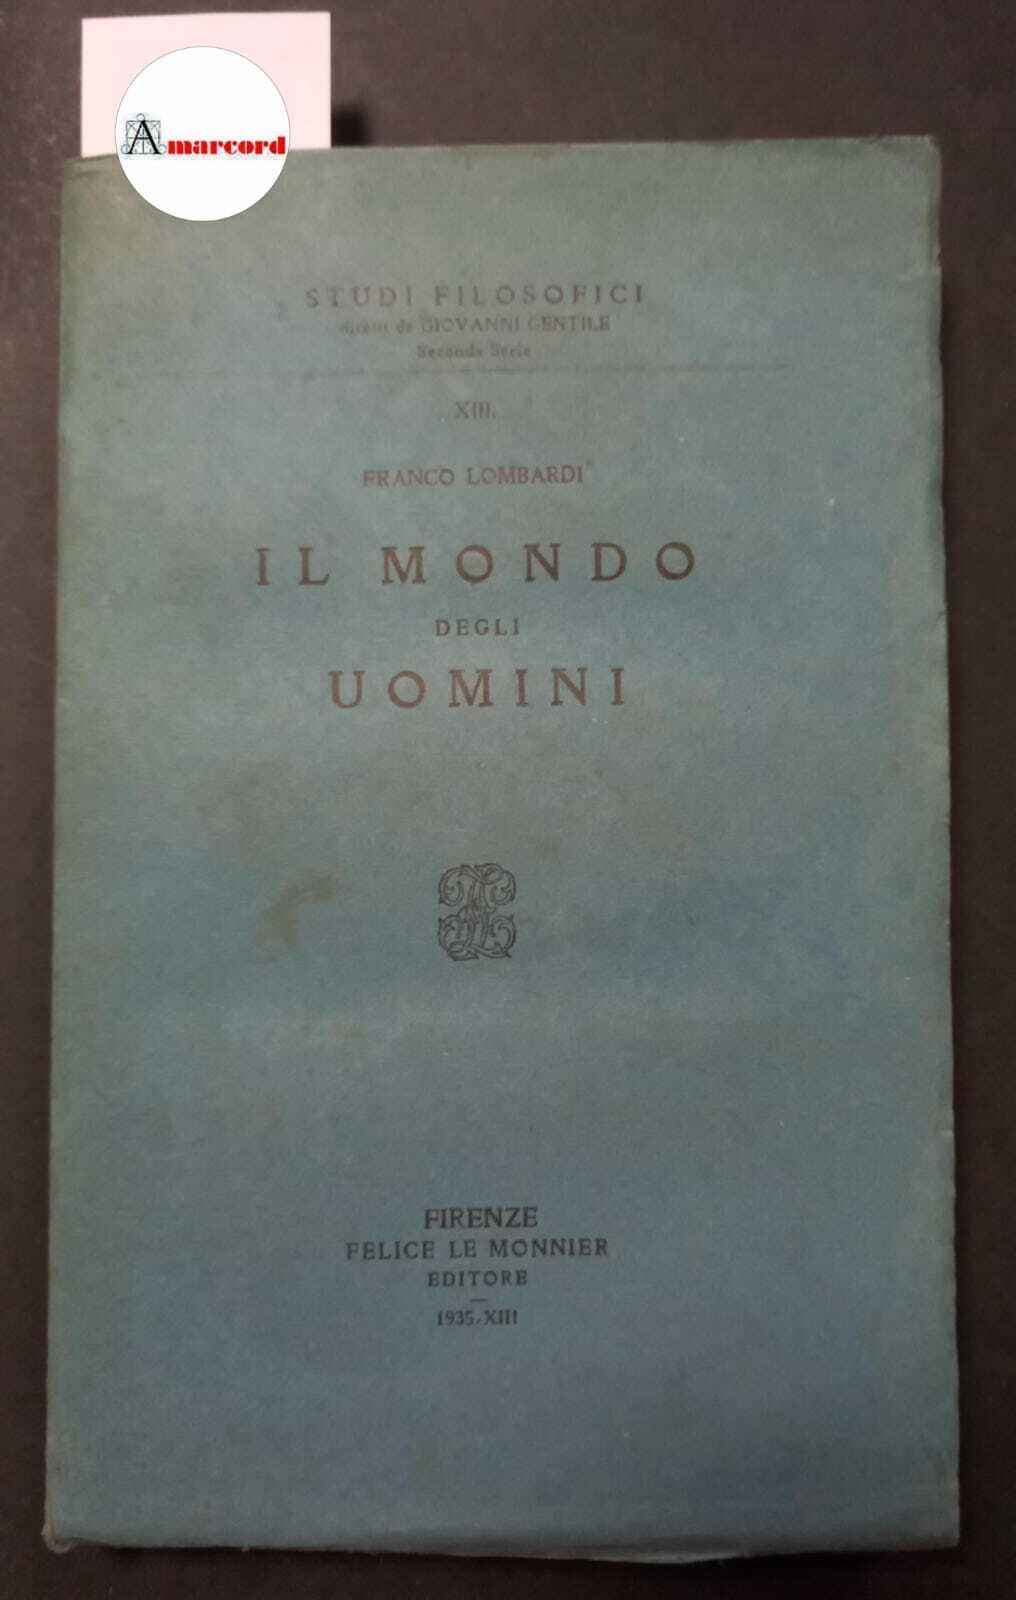 Amarcord
STUDI FILOSOFICI
diretti da GIOVANNI GENTILE
Seconda Serie
XIII.
FRANCO LOMBARDI
IL MONDO
DEGLI
UOMINI
FIRENZE
FELICE LE MONNIER
EDITORE
1935-XIII